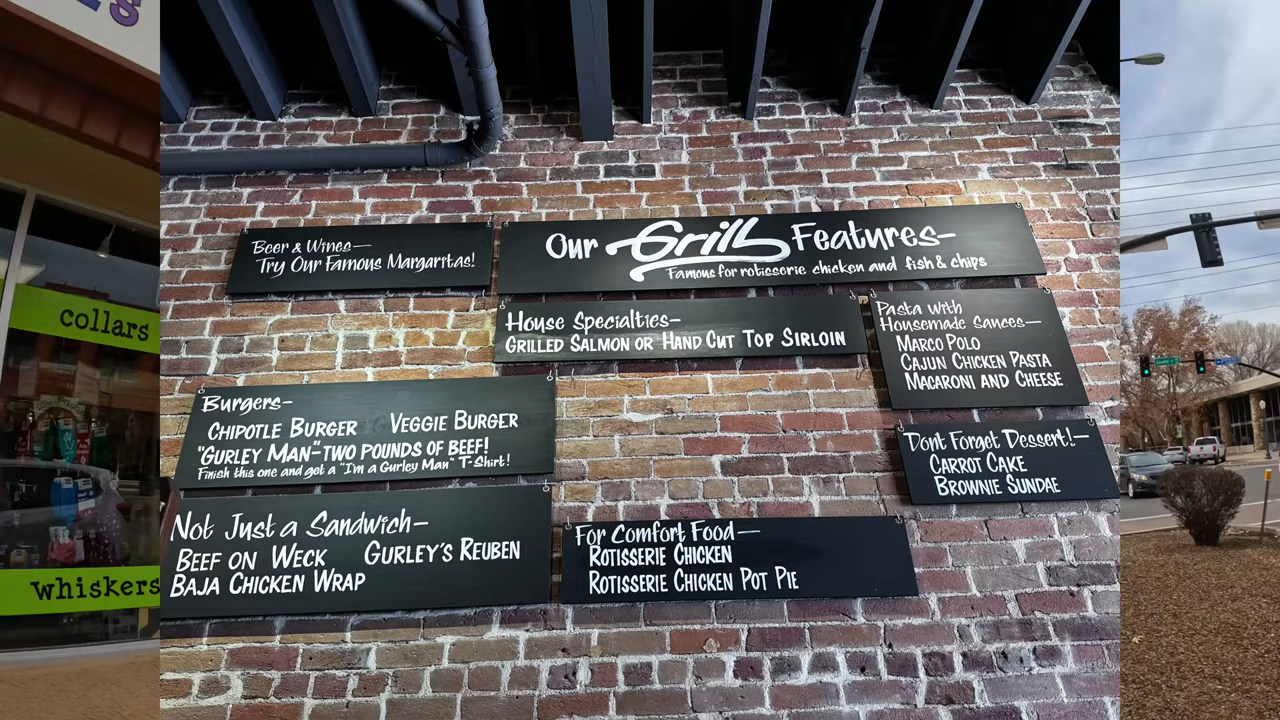 collars
whiskers
Beer & Wines—
Try Our Famous Margaritas!
Our Grill Features—
Famous for rotisserie chicken and fish & chips
House Specialties—
GRILLED SALMON OR HAND CUT TOP SIRLOIN
Pasta with
Housemade Sauces—
MARCO POLO
CAJUN CHICKEN PASTA
MACARONI AND CHEESE
Burgers—
CHIPOTLE BURGER VEGGIE BURGER
"GURLEY MAN"-TWO POUNDS OF BEEF!
Finish this one and get a "I'm a Gurley Man" T-Shirt!
Dont Forget Dessert!—
CARROT CAKE
BROWNIE SUNDAE
Not Just a Sandwich—
BEEF ON WECK GURLEY'S REUBEN
BAJA CHICKEN WRAP
For Comfort Food—
ROTISSERIE CHICKEN
ROTISSERIE CHICKEN POT PIE